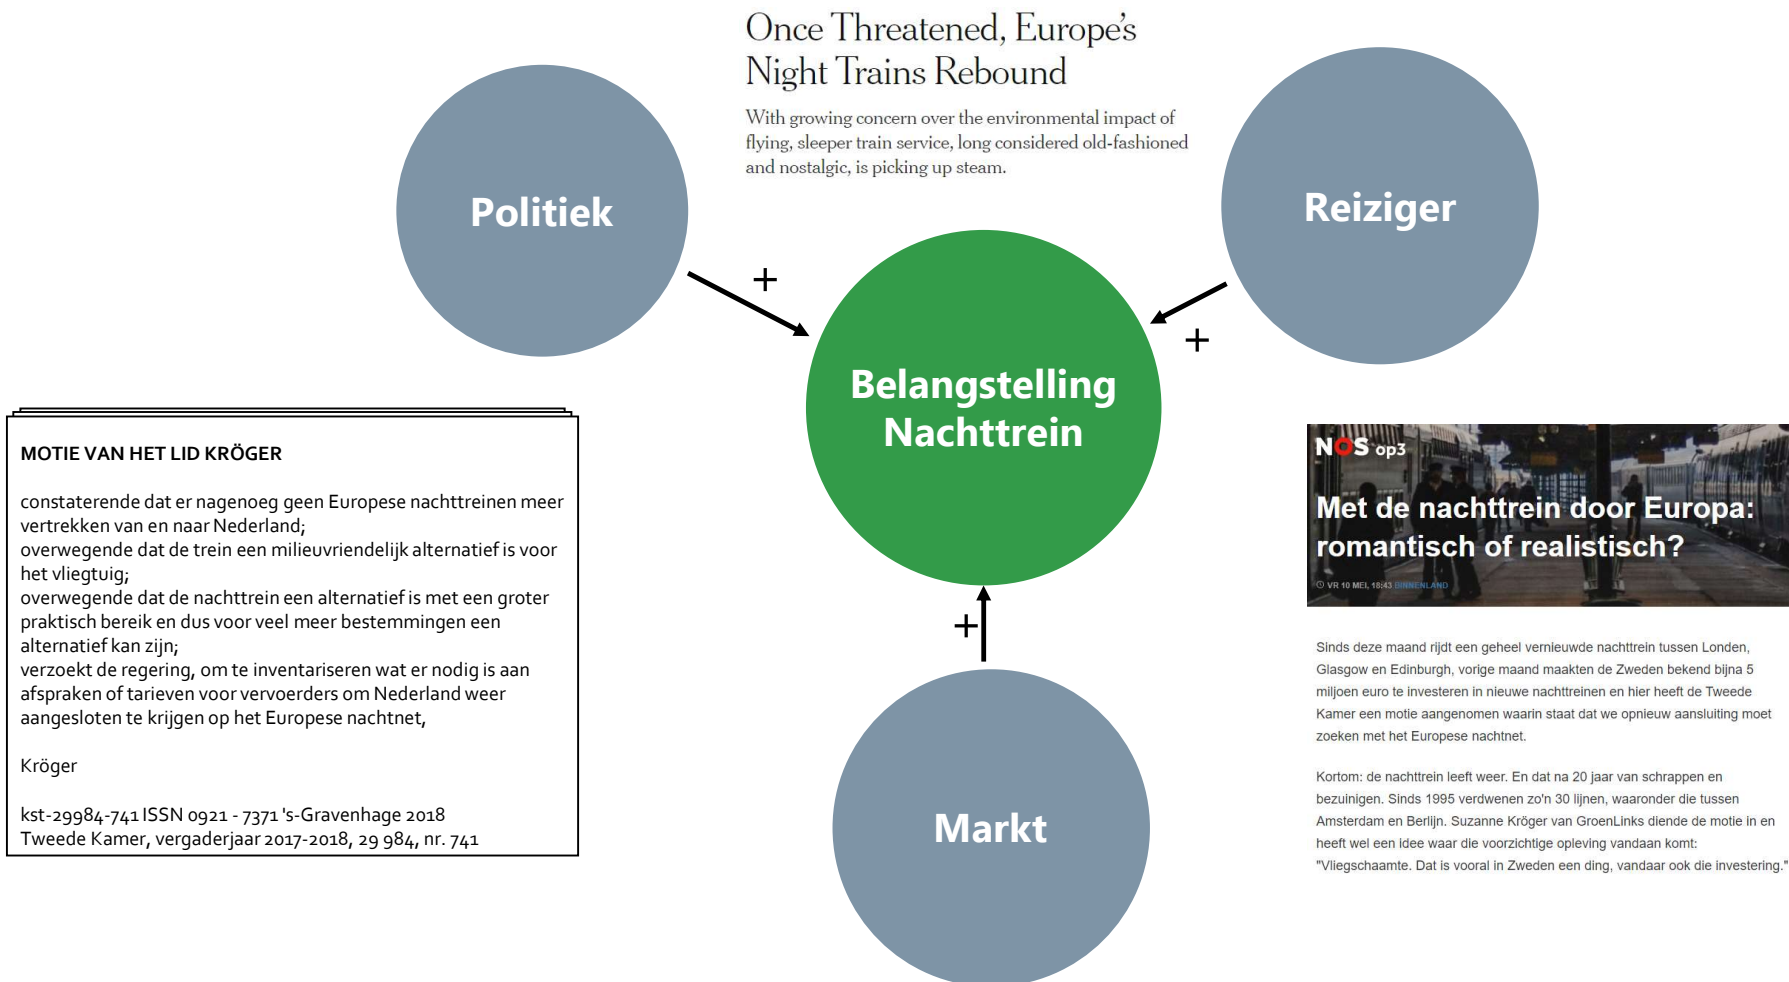 Once Threatened, Europe's
Night Trains Rebound
With growing concern over the environmental impact of
flying, sleeper train service, long considered old-fashioned
and nostalgic, is picking up steam.
Politiek
Reiziger
+
+
Belangstelling
Nachttrein
MOTIE VAN HET LID KRÖGER
constaterende dat er nagenoeg geen Europese nachttreinen meer
vertrekken van en naar Nederland;
overwegende dat de trein een milieuvriendelijk alternatief is voor
het vliegtuig;
overwegende dat de nachttrein een alternatief is met een groter
praktisch bereik en dus voor veel meer bestemmingen een
alternatief kan zijn;
verzoekt de regering, om te inventariseren wat er nodig is aan
afspraken of tarieven voor vervoerders om Nederland weer
aangesloten te krijgen op het Europese nachtnet,
Kröger
kst-29984-741 ISSN 0921 - 7371 's-Gravenhage 2018
Tweede Kamer, vergaderjaar 2017-2018, 29 984, nr. 741
+
Markt
NOS op3
Met de nachttrein door Europa:
romantisch of realistisch?
VR 10 MEI, 18:43 BINNENLAND
Sinds deze maand rijdt een geheel vernieuwde nachttrein tussen Londen,
Glasgow en Edinburgh, vorige maand maakten de Zweden bekend bijna 5
miljoen euro te investeren in nieuwe nachttreinen en hier heeft de Tweede
Kamer een motie aangenomen waarin staat dat we opnieuw aansluiting moet
zoeken met het Europese nachtnet.
Kortom: de nachttrein leeft weer. En dat na 20 jaar van schrappen en
bezuinigen. Sinds 1995 verdwenen zo'n 30 lijnen, waaronder die tussen
Amsterdam en Berlijn. Suzanne Kröger van GroenLinks diende de motie in en
heeft wel een idee waar die voorzichtige opleving vandaan komt:
"Vliegschaamte. Dat is vooral in Zweden een ding, vandaar ook die investering."